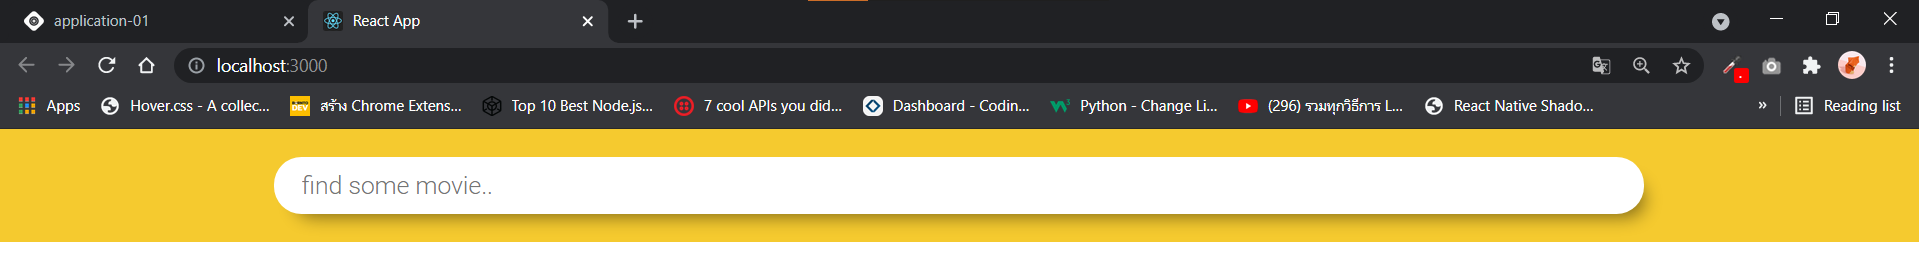 application-01 React App
localhost:3000
Apps Hover.css - A collec... สร้าง Chrome Extens... Top 10 Best Node.js... 7 cool APIs you did... Dashboard - Codin... Python - Change Li... (296) รวมทุกวิธีการ L... React Native Shado... » Reading list
find some movie..